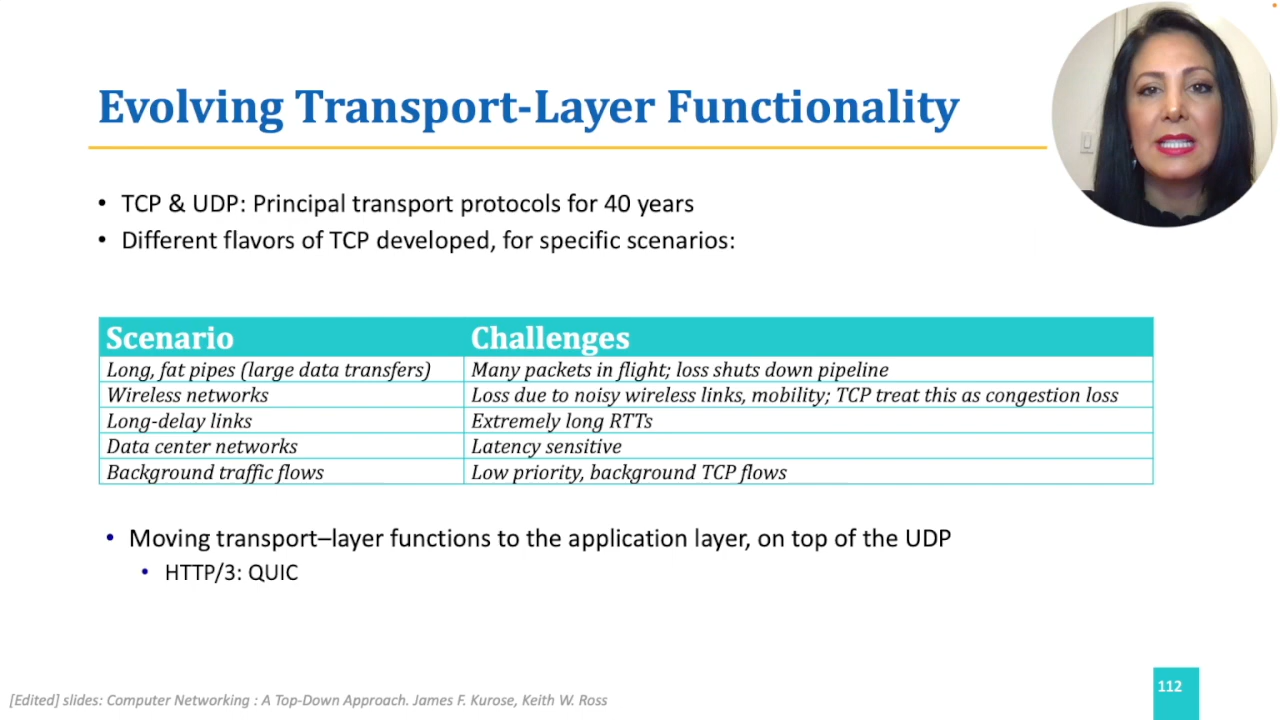 Evolving Transport-Layer Functionality
• TCP & UDP: Principal transport protocols for 40 years
• Different flavors of TCP developed, for specific scenarios:
Scenario Challenges
Long, fat pipes (large data transfers) Many packets in flight; loss shuts down pipeline
Wireless networks Loss due to noisy wireless links, mobility; TCP treat this as congestion loss
Long-delay links Extremely long RTTs
Data center networks Latency sensitive
Background traffic flows Low priority, background TCP flows
• Moving transport–layer functions to the application layer, on top of the UDP
• HTTP/3: QUIC
[Edited] slides: Computer Networking : A Top-Down Approach. James F. Kurose, Keith W. Ross
112